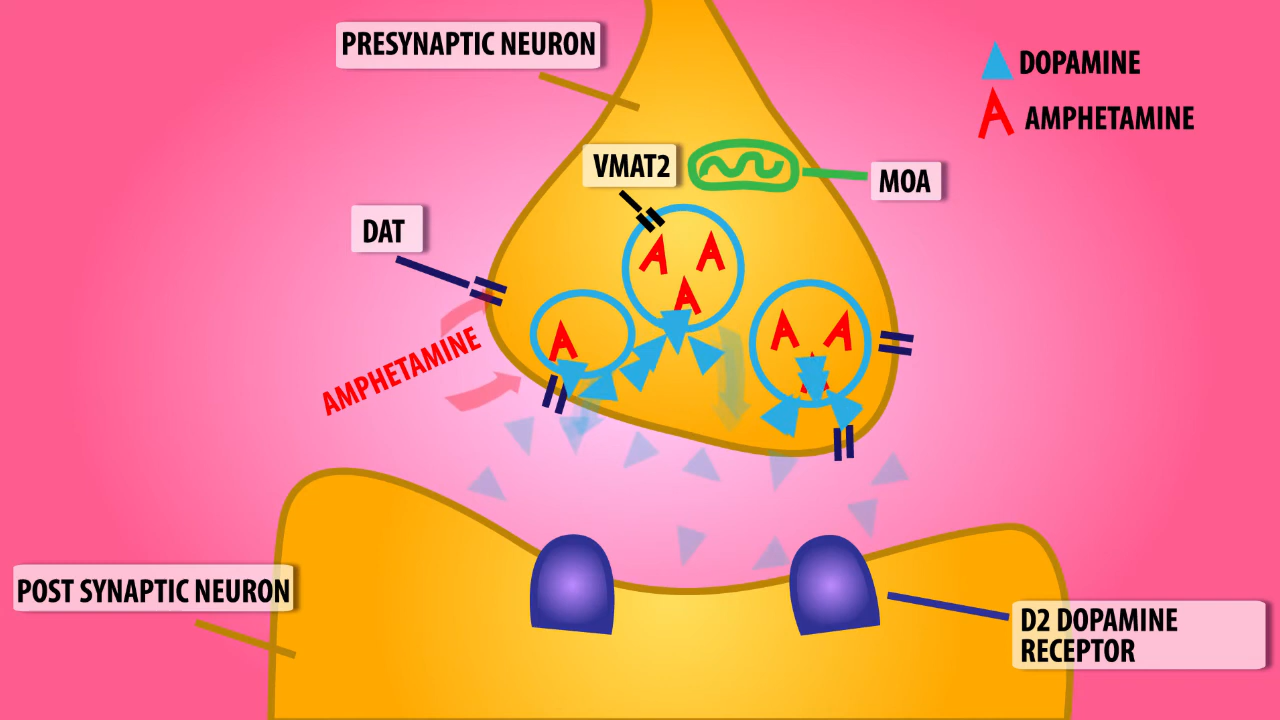 PRESYNAPTIC NEURON
DOPAMINE
AMPHETAMINE
VMAT2
MOA
DAT
AMPHETAMINE
POST SYNAPTIC NEURON
D2 DOPAMINE
RECEPTOR